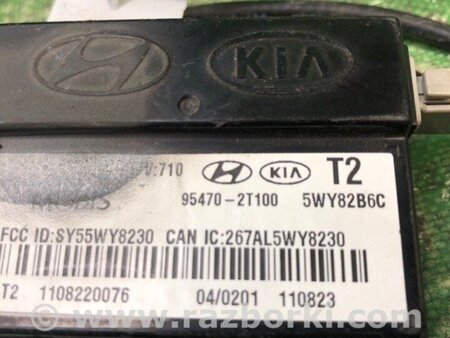 KIA
V:710 KIA T2
95470-2T100 5WY82B6C
FCC ID:SY55WY8230 CAN IC:267AL5WY8230
T2 1108220076 04/0201 110823
www.razborki.com